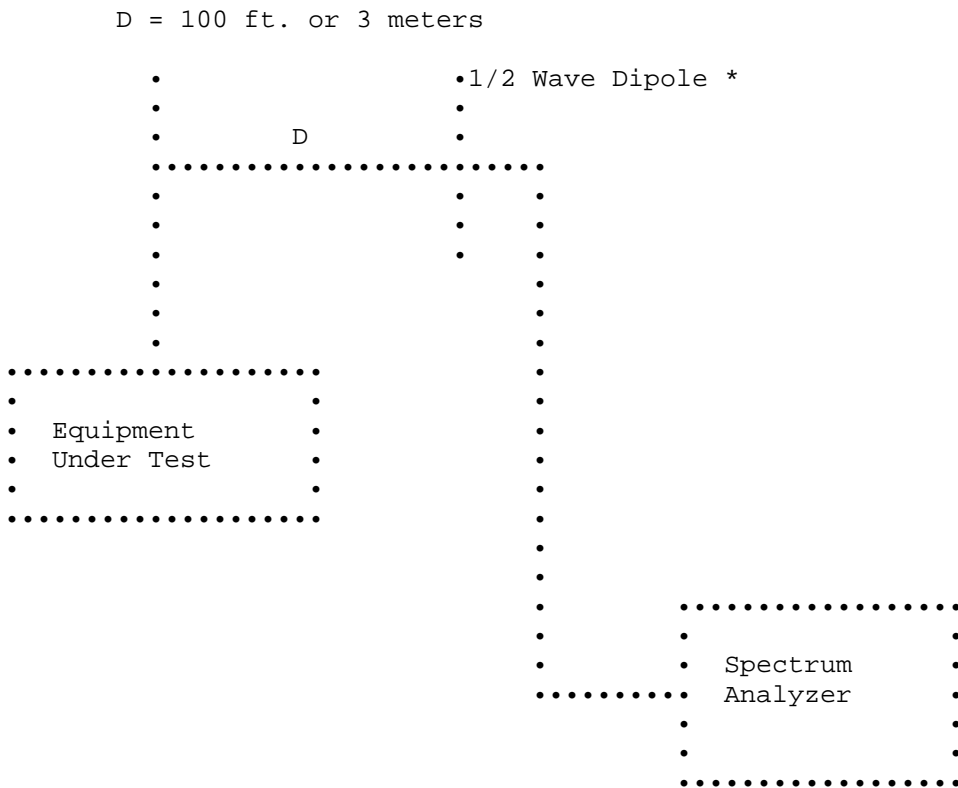 D = 100 ft. or 3 meters
1/2 Wave Dipole *
D
Equipment
Under Test
Spectrum
Analyzer